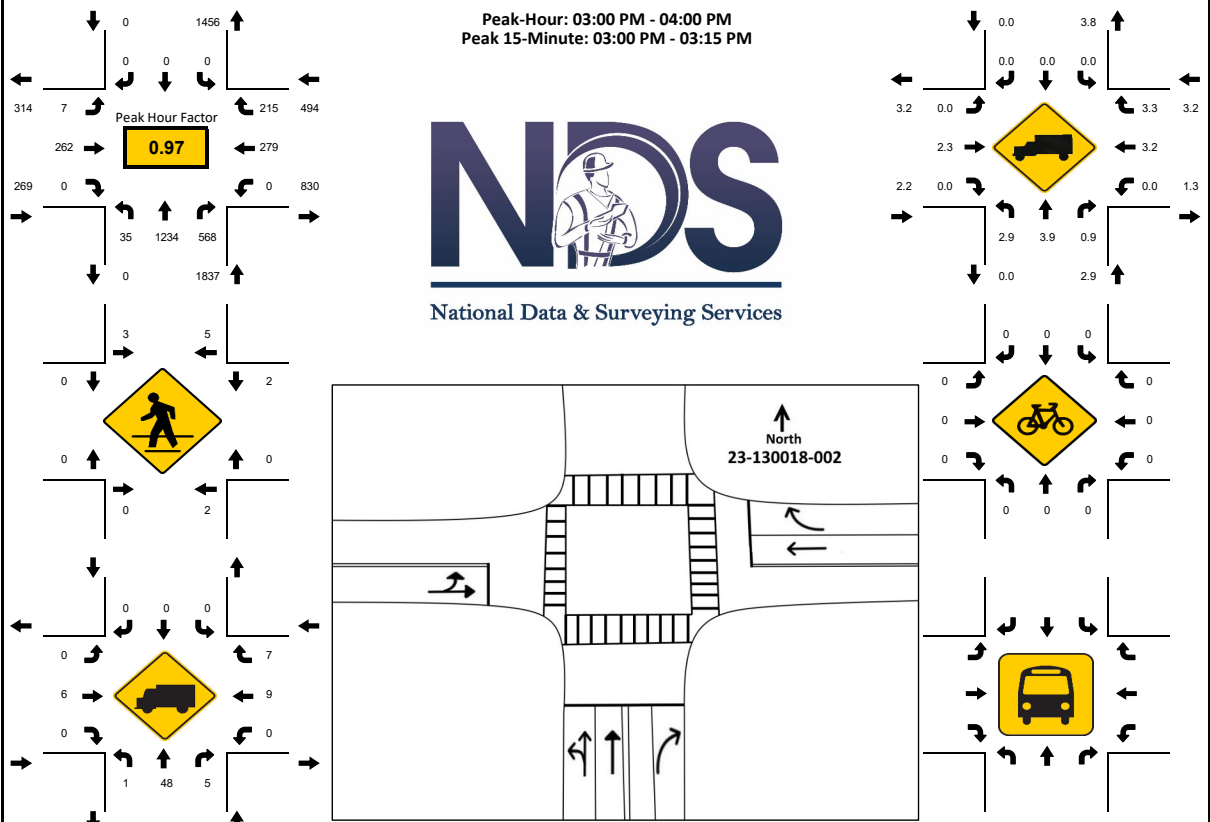 Peak-Hour: 03:00 PM - 04:00 PM
Peak 15-Minute: 03:00 PM - 03:15 PM
0 1456
0 0 0
314 7 215 494
Peak Hour Factor
262 0.97 279
269 0 0 830
35 1234 568
0 1837
0.0 3.8
0.0 0.0 0.0
3.2 0.0 3.3 3.2
2.3 3.2
2.2 0.0 0.0 1.3
2.9 3.9 0.9
0.0 2.9
NDS
National Data & Surveying Services
3 5
0 2
0 0
0 2
North
23-130018-002
0 0 0
0 0
0 0
0 0
0 0 0
0 0 0
0 7
6 9
0 0
1 48 5